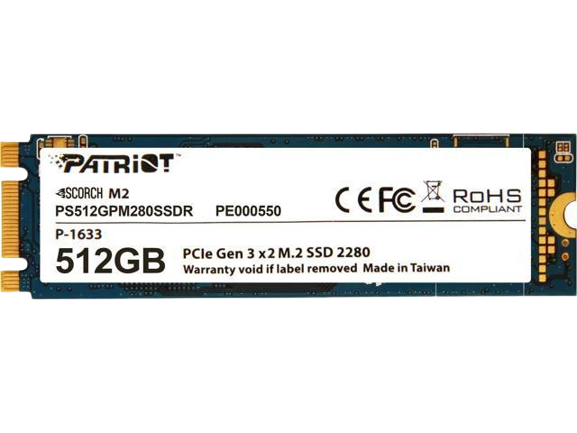 PATRIOT
SCORCH M2
PS512GPM280SSDR PE000550
CE FC RoHS
COMPLIANT
P-1633
512GB PCIe Gen 3 x2 M.2 SSD 2280
Warranty void if label removed Made in Taiwan